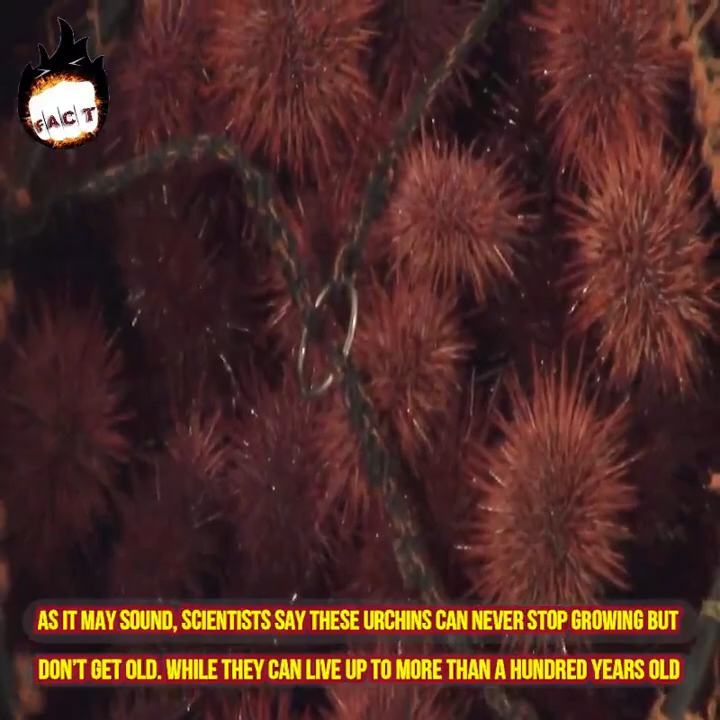 FACT
AS IT MAY SOUND, SCIENTISTS SAY THESE URCHINS CAN NEVER STOP GROWING BUT
DON'T GET OLD. WHILE THEY CAN LIVE UP TO MORE THAN A HUNDRED YEARS OLD